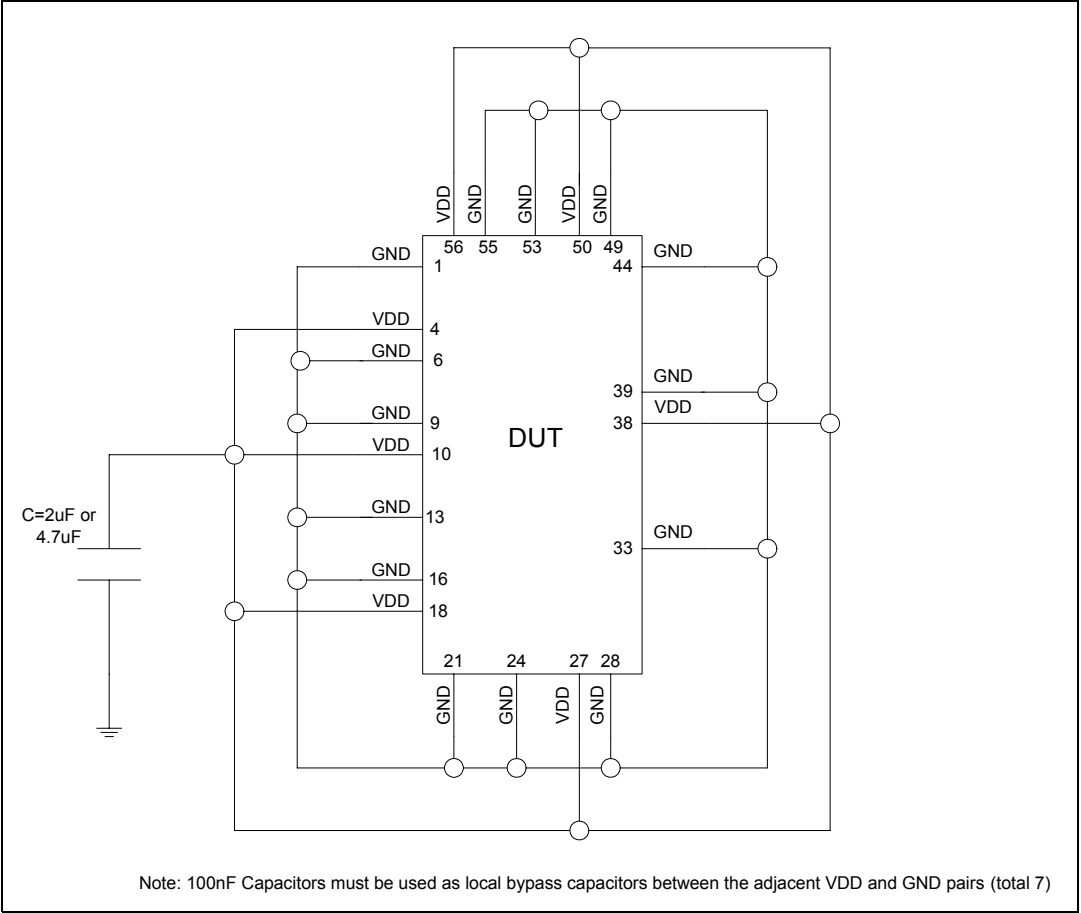 VDD
GND
GND
VDD
GND
56 55 53 50 49
GND 1
44 GND
VDD 4
GND 6
39 GND
GND 9
38 VDD
VDD 10
DUT
GND 13
C=2uF or
4.7uF
33 GND
GND 16
VDD 18
21 24 27 28
GND
GND
VDD
GND
Note: 100nF Capacitors must be used as local bypass capacitors between the adjacent VDD and GND pairs (total 7)